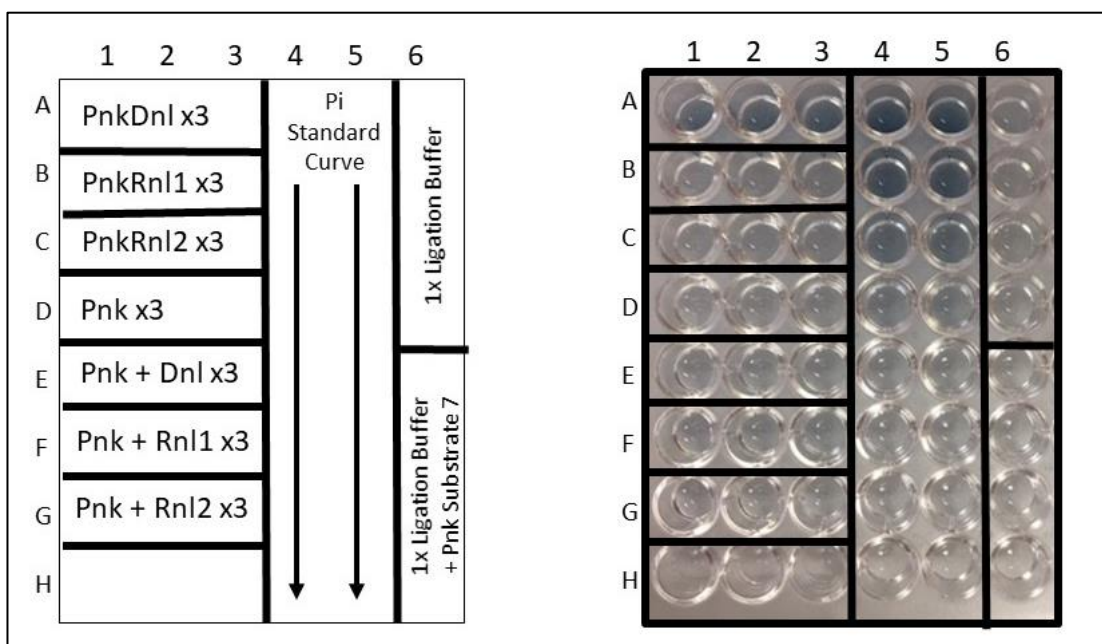 1 2 3 4 5 6
A PnkDnl x3
B PnkRnl1 x3
C PnkRnl2 x3
D Pnk x3
E Pnk + Dnl x3
F Pnk + Rnl1 x3
G Pnk + Rnl2 x3
H
Pi
Standard
Curve
1x Ligation Buffer
1x Ligation Buffer
+ Pnk Substrate 7
1 2 3 4 5 6
A
B
C
D
E
F
G
H